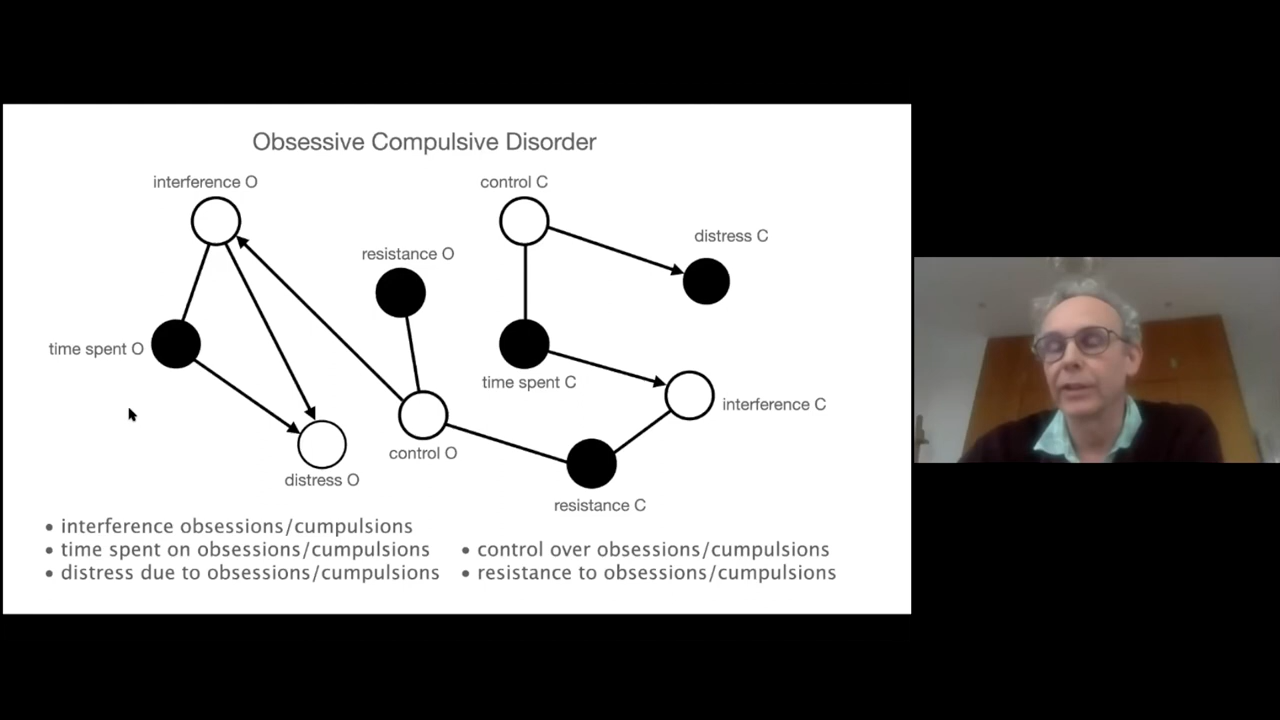 Obsessive Compulsive Disorder
interference O
control C
distress C
resistance O
time spent O
time spent C
interference C
control O
distress O
resistance C
• interference obsessions/cumpulsions
• time spent on obsessions/cumpulsions
• distress due to obsessions/cumpulsions
• control over obsessions/cumpulsions
• resistance to obsessions/cumpulsions